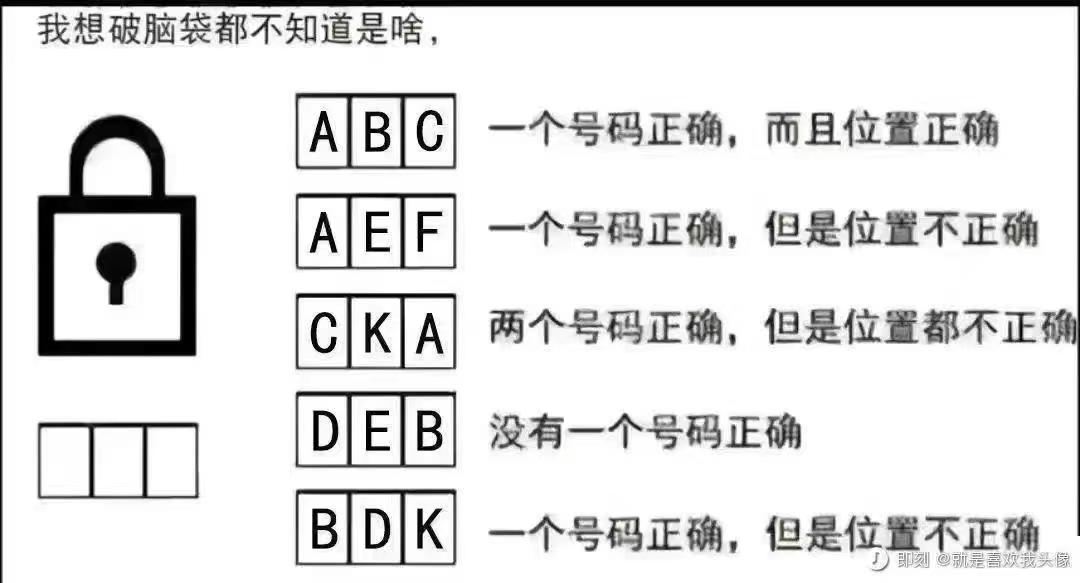 我想破脑袋都不知道是啥，
A B C 一个号码正确，而且位置正确
A E F 一个号码正确，但是位置不正确
C K A 两个号码正确，但是位置都不正确
D E B 没有一个号码正确
B D K 一个号码正确，但是位置不正确
即刻 @就是喜欢我头像